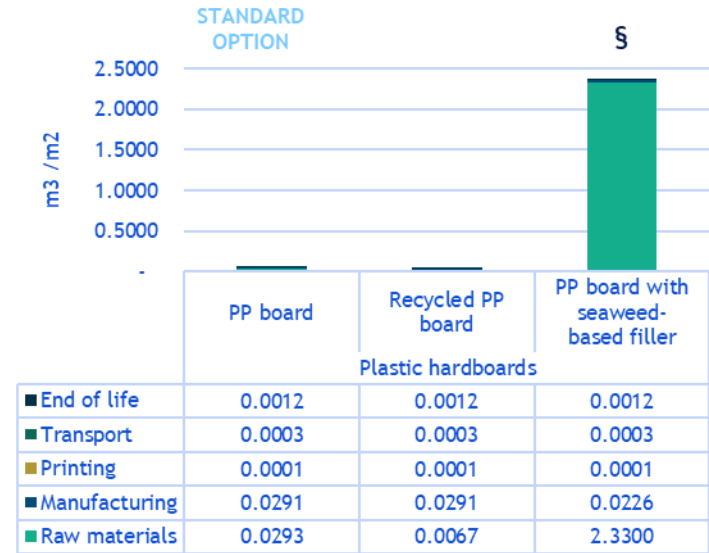 STANDARD
OPTION
§
2.5000
2.0000
1.5000
1.0000
0.5000
-
m3 /m2
PP board
Recycled PP
board
PP board with
seaweed-
based filler
Plastic hardboards
End of life 0.0012 0.0012 0.0012
Transport 0.0003 0.0003 0.0003
Printing 0.0001 0.0001 0.0001
Manufacturing 0.0291 0.0291 0.0226
Raw materials 0.0293 0.0067 2.3300